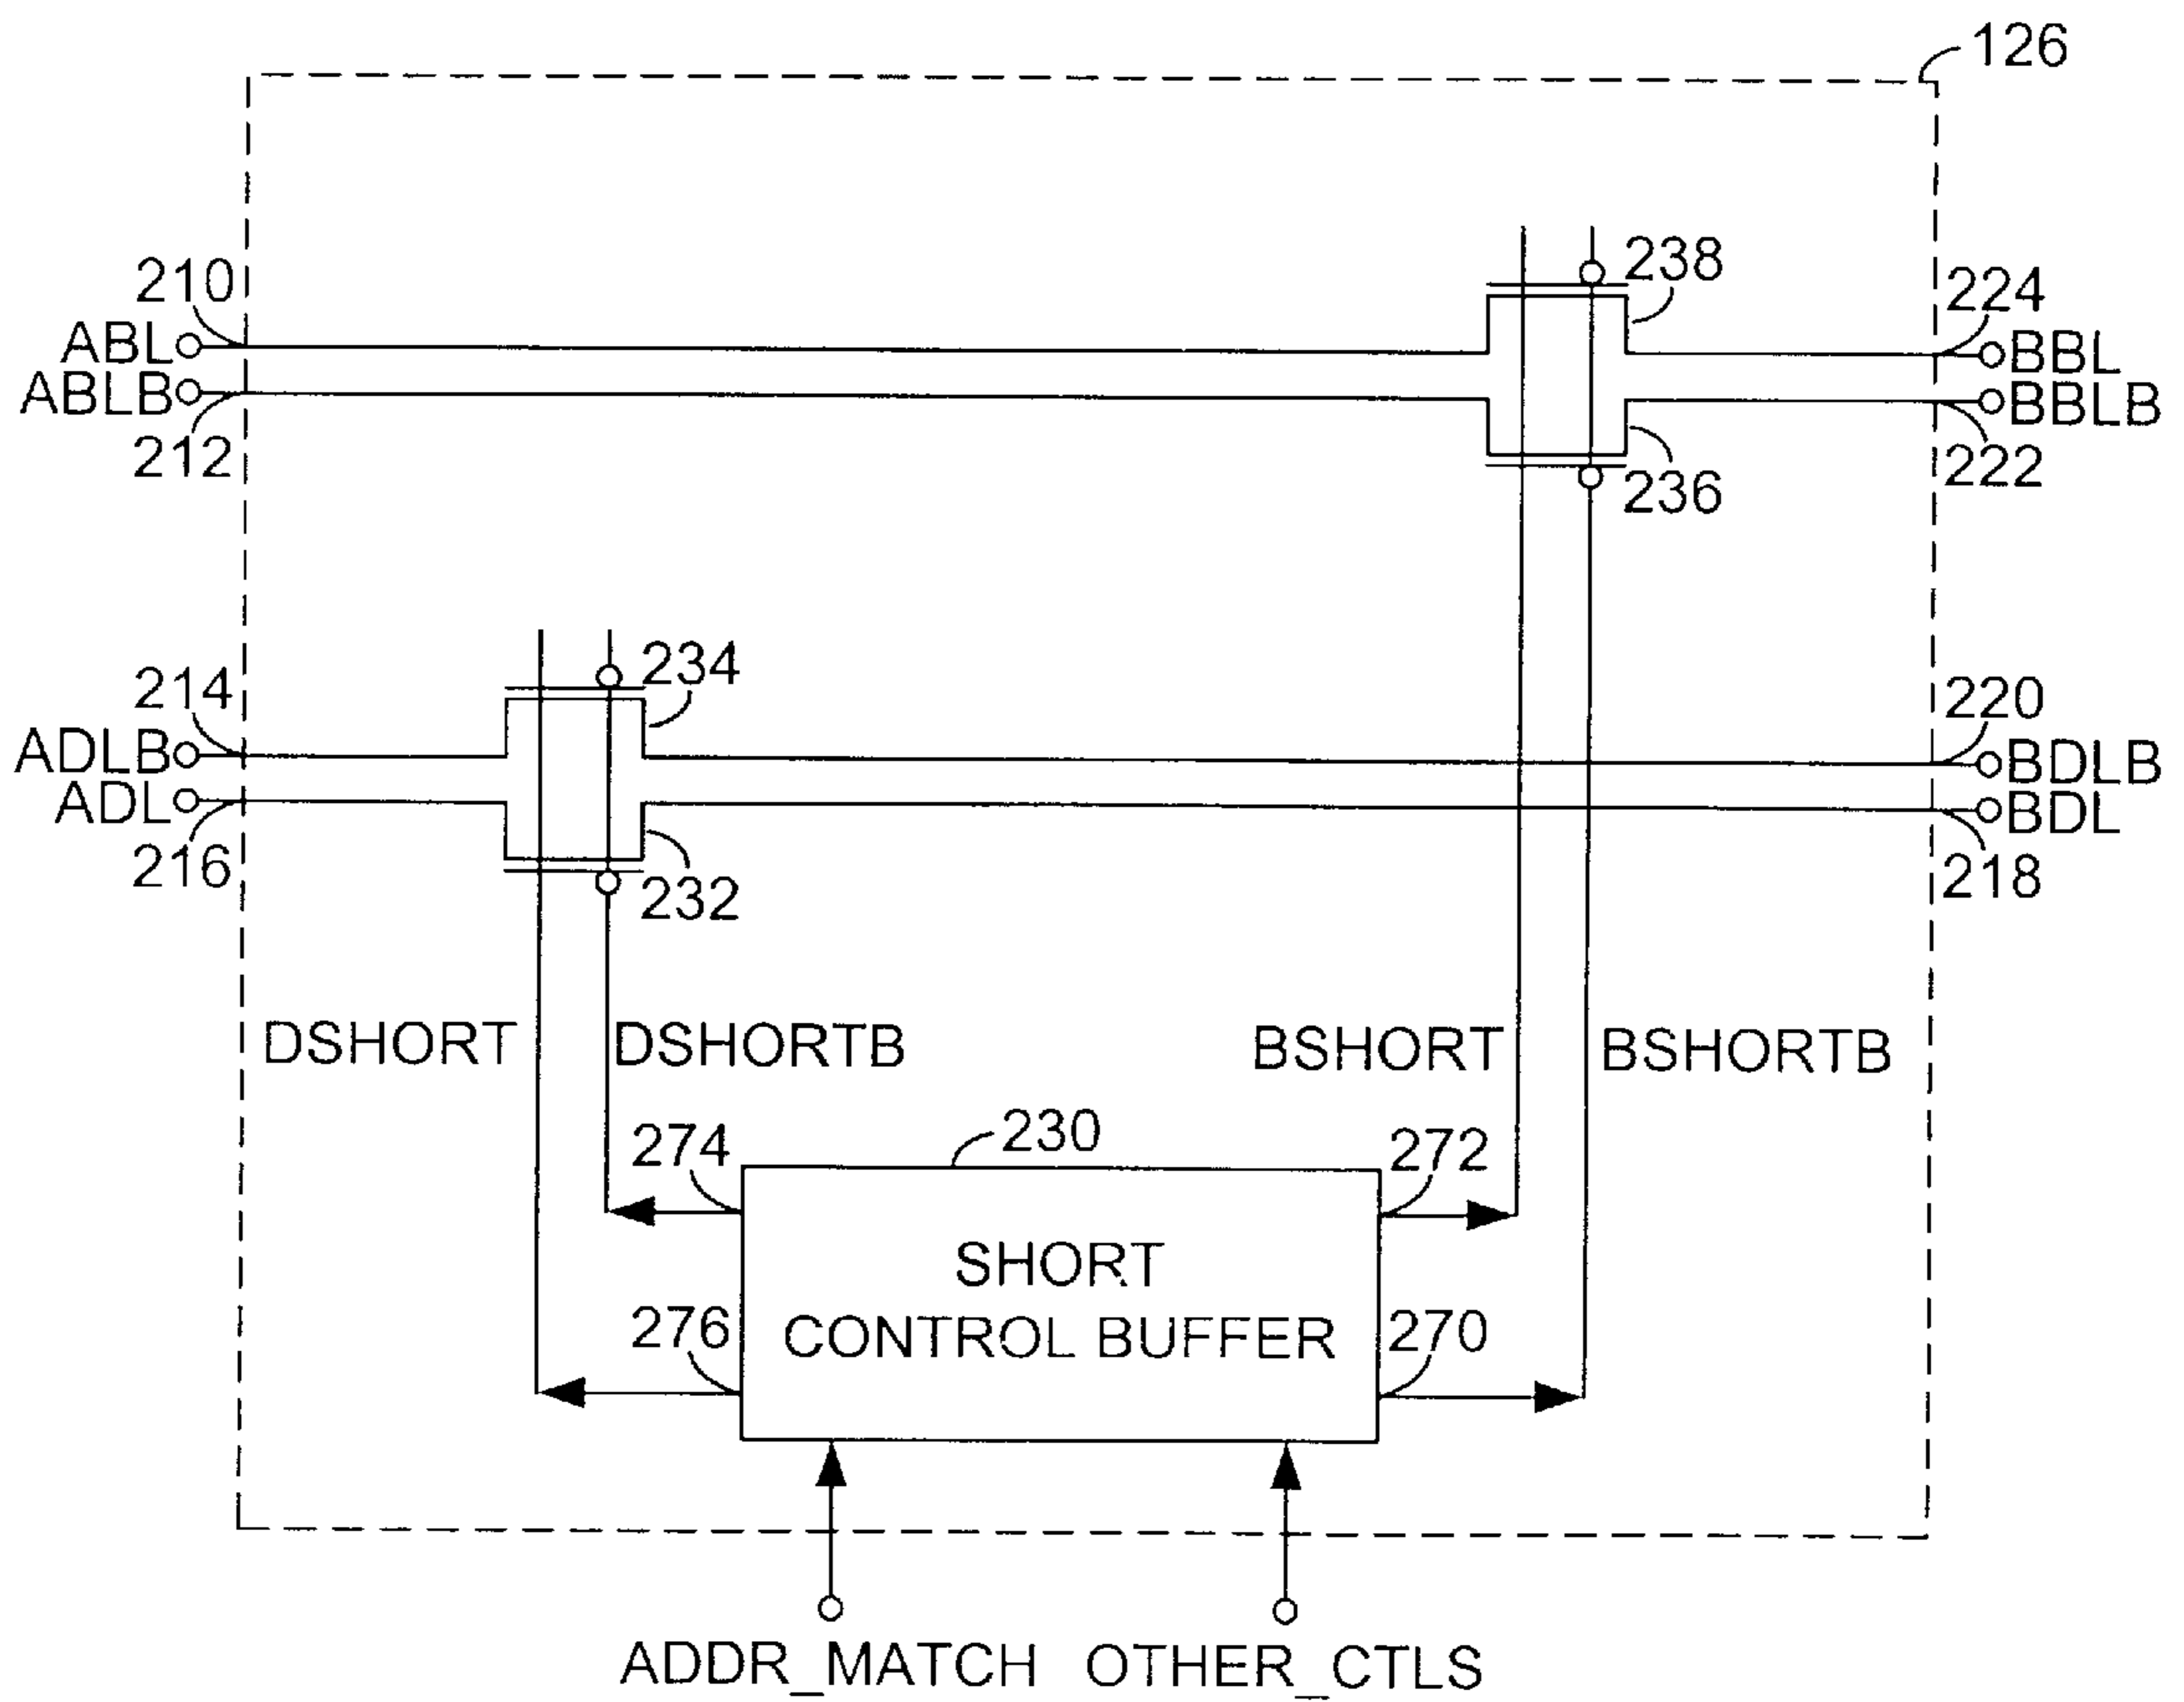 126
210
238
224
ABL
BBL
ABLB
BBLB
212
236
222
214
234
220
ADLB
BDLB
ADL
BDL
216
232
218
DSHORT
DSHORTB
BSHORT
BSHORTB
230
274
272
SHORT
CONTROL BUFFER
276
270
ADDR_MATCH
OTHER_CTLS